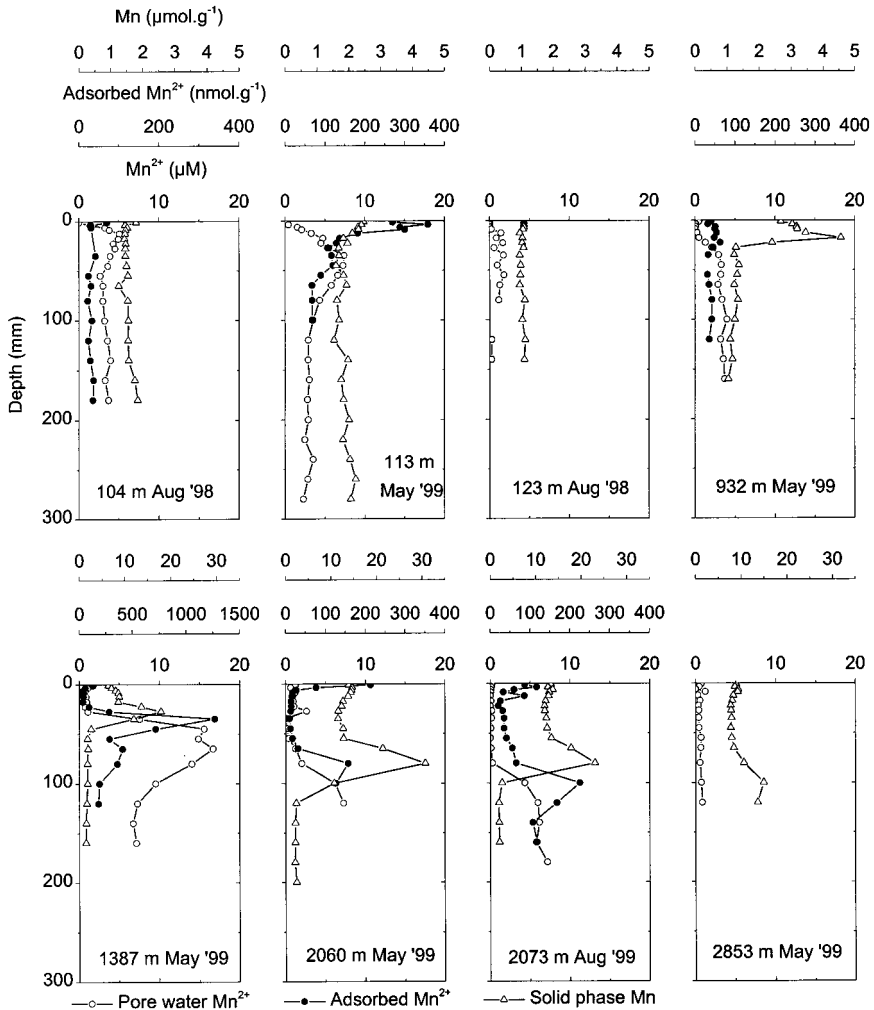 Mn (µmol.g⁻¹)
0 1 2 3 4 5
0 1 2 3 4 5
0 1 2 3 4 5
0 1 2 3 4 5
Adsorbed Mn²⁺ (nmol.g⁻¹)
0 200 400
0 100 200 300 400
0 100 200 300 400
Mn²⁺ (µM)
0 10 20
0 10 20
0 10 20
0 10 20
0
100
200
300
Depth (mm)
104 m Aug '98
113 m
May '99
123 m Aug '98
932 m May '99
0 10 20 30
0 10 20 30
0 10 20 30
0 10 20 30
0 500 1000 1500
0 100 200 300 400
0 100 200 300 400
0 10 20
0 10 20
0 10 20
0 10 20
0
100
200
300
1387 m May '99
2060 m May '99
2073 m Aug '99
2853 m May '99
Pore water Mn²⁺
Adsorbed Mn²⁺
Solid phase Mn